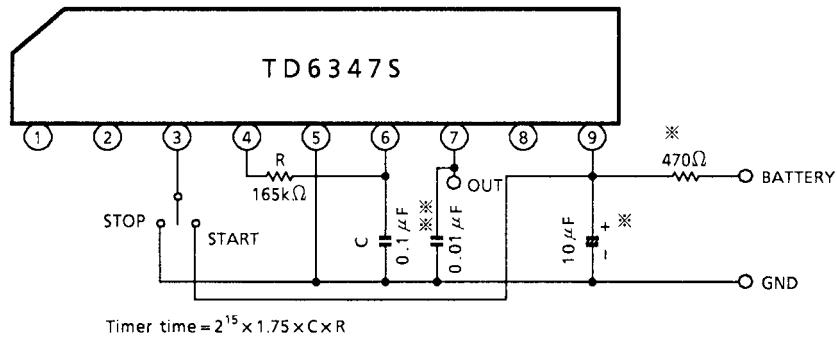 TD6347S
1 2 3 4 5 6 7 8 9
R
165kΩ
STOP
START
C
0.1μF
※※
0.01μF
OUT
10μF
+
−
※
※
470Ω
BATTERY
GND
Timer time = 2¹⁵ × 1.75 × C × R